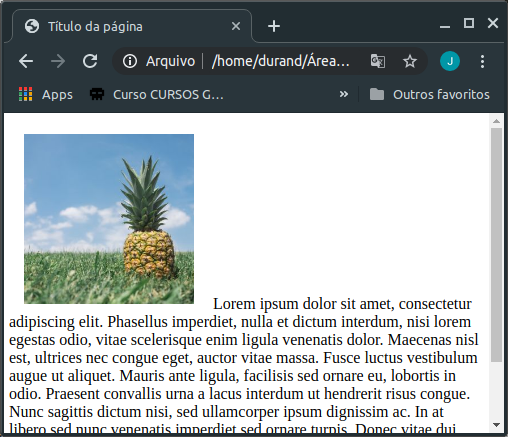 Título da página
Arquivo /home/durand/Área...
J
Apps Curso CURSOS G... » Outros favoritos
Lorem ipsum dolor sit amet, consectetur
adipiscing elit. Phasellus imperdiet, nulla et dictum interdum, nisi lorem
egestas odio, vitae scelerisque enim ligula venenatis dolor. Maecenas nisl
est, ultrices nec congue eget, auctor vitae massa. Fusce luctus vestibulum
augue ut aliquet. Mauris ante ligula, facilisis sed ornare eu, lobortis in
odio. Praesent convallis urna a lacus interdum ut hendrerit risus congue.
Nunc sagittis dictum nisi, sed ullamcorper ipsum dignissim ac. In at
libero sed nunc venenatis imperdiet sed ornare turpis. Donec vitae dui